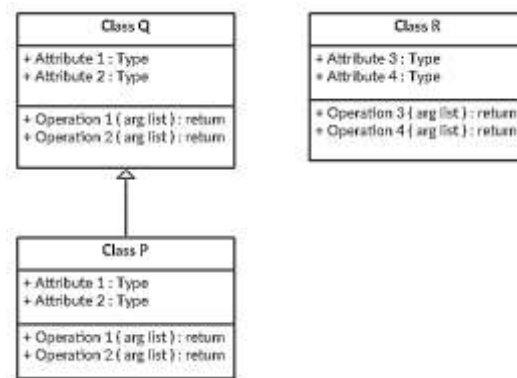 Class Q
+ Attribute 1 : Type
+ Attribute 2 : Type
+ Operation 1 ( arg list ) : return
+ Operation 2 ( arg list ) : return
Class R
+ Attribute 3 : Type
+ Attribute 4 : Type
+ Operation 3 ( arg list ) : return
+ Operation 4 ( arg list ) : return
Class P
+ Attribute 1 : Type
+ Attribute 2 : Type
+ Operation 1 ( arg list ) : return
+ Operation 2 ( arg list ) : return